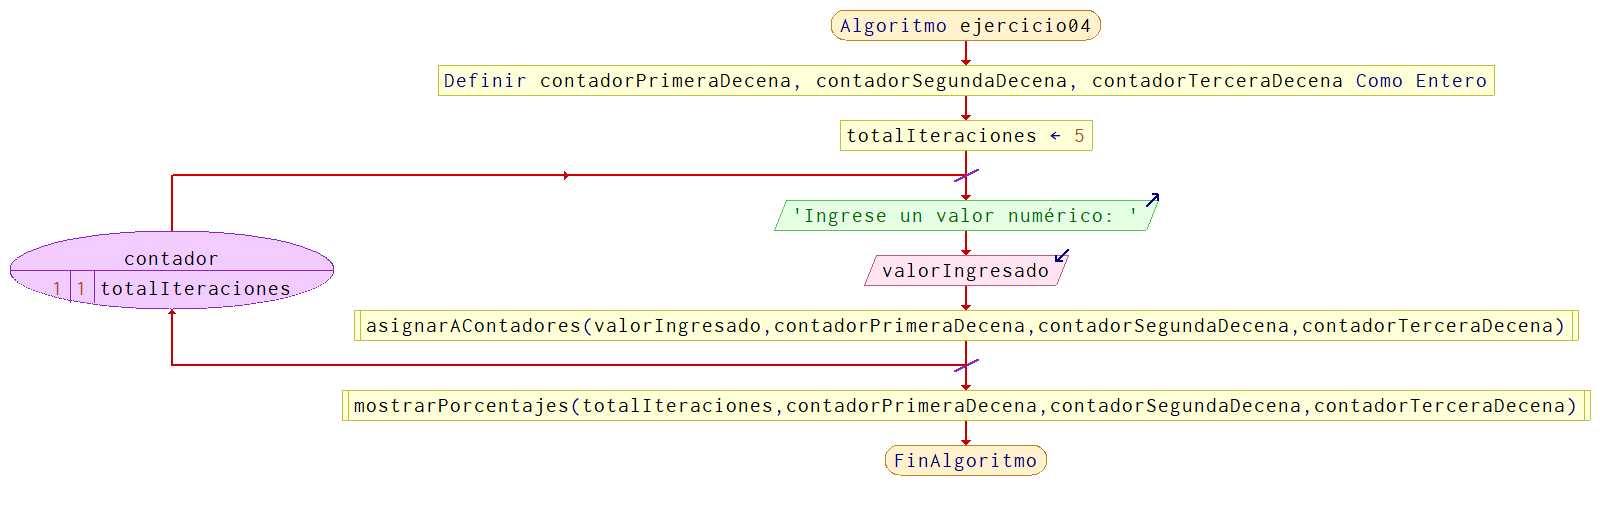 Algoritmo ejercicio04
Definir contadorPrimeraDecena, contadorSegundaDecena, contadorTerceraDecena Como Entero
totalIteraciones ← 5
'Ingrese un valor numérico: '
contador
1 1 totalIteraciones
valorIngresado
asignarAContadores(valorIngresado,contadorPrimeraDecena,contadorSegundaDecena,contadorTerceraDecena)
mostrarPorcentajes(totalIteraciones,contadorPrimeraDecena,contadorSegundaDecena,contadorTerceraDecena)
FinAlgoritmo